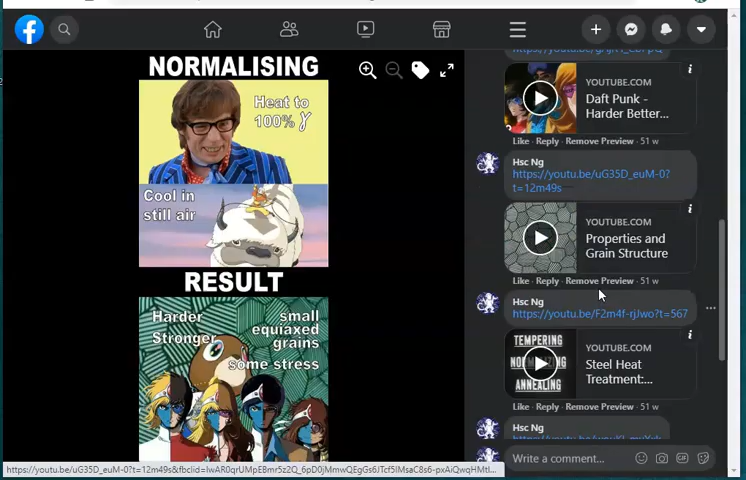 NORMALISING
Heat to
100% γ
Cool in
still air
RESULT
Harder
Stronger
small
equiaxed
grains
some stress
YOUTUBE.COM
Daft Punk -
Harder Better...
Like · Reply · Remove Preview · 51 w
Hsc Ng
https://youtu.be/uG35D_euM-0?
t=12m49s
YOUTUBE.COM
Properties and
Grain Structure
Like · Reply · Remove Preview · 51 w
Hsc Ng
https://youtu.be/F2m4f-rjJwo?t=567
TEMPERING
NORMALIZING
ANNEALING
YOUTUBE.COM
Steel Heat
Treatment:...
Like · Reply · Remove Preview · 51 w
Hsc Ng
Write a comment...
GIF